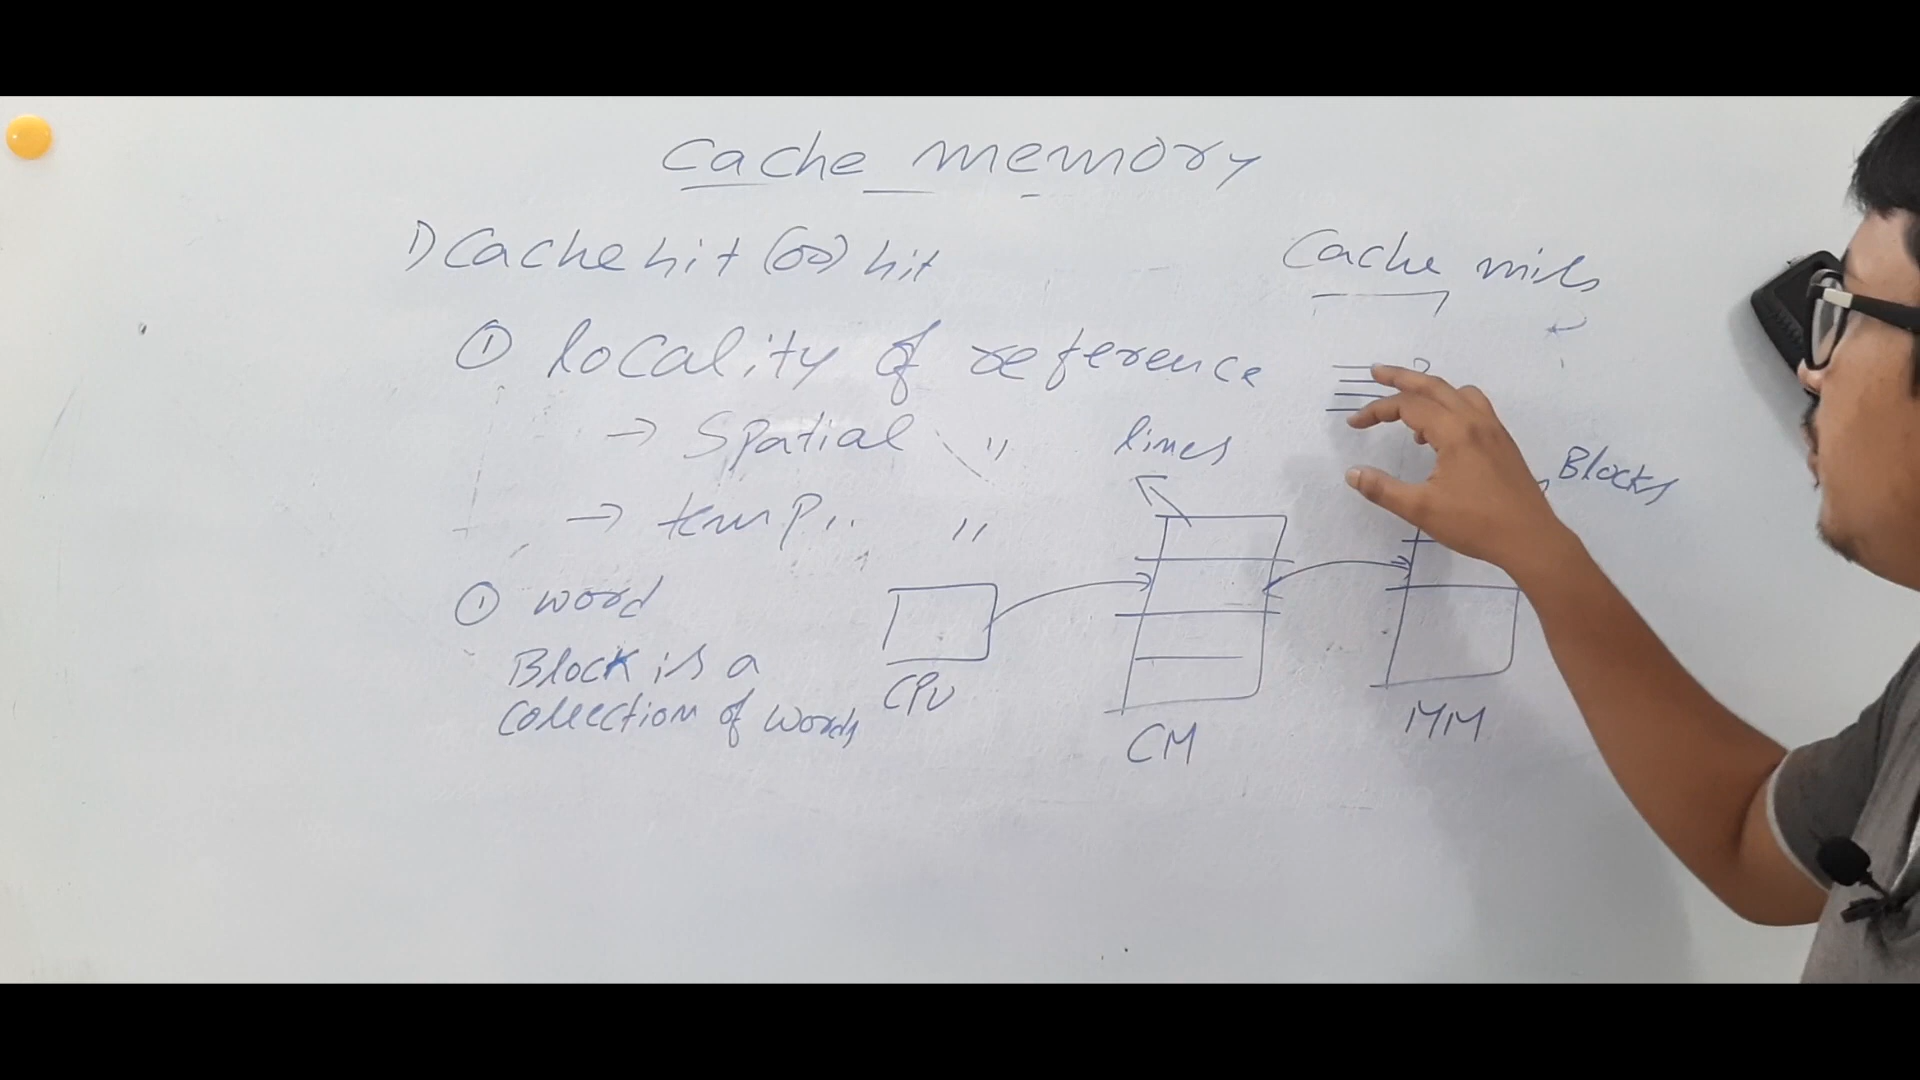 Cache memory
1) Cache hit (or) hit
Cache miss
① locality of reference
→ Spatial "
lines
Blocks
→ temp.. "
① word
Block is a
collection of words
CPU
CM
MM